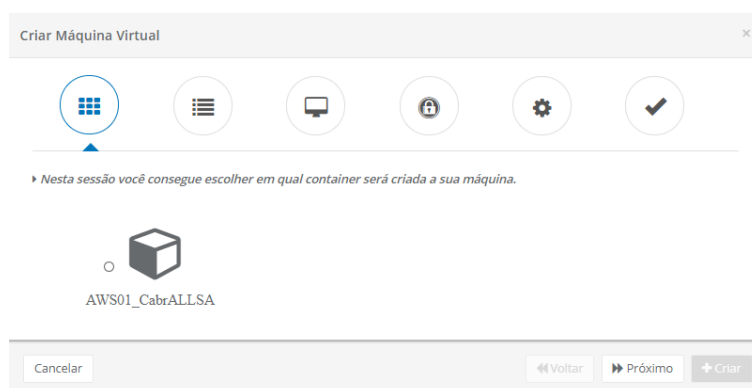 Criar Máquina Virtual
Nesta sessão você consegue escolher em qual container será criada a sua máquina.
AWS01_CabrALLSA
Cancelar
Voltar
Próximo
Criar